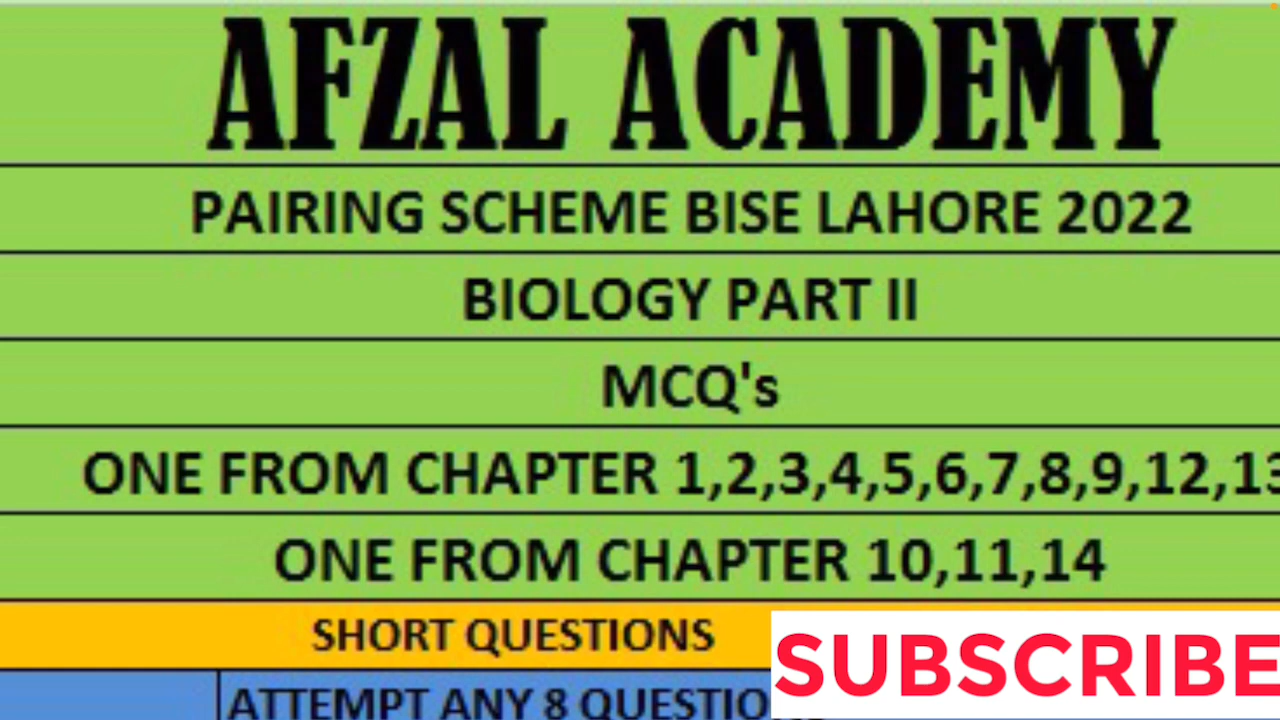 AFZAL ACADEMY
PAIRING SCHEME BISE LAHORE 2022
BIOLOGY PART II
MCQ's
ONE FROM CHAPTER 1,2,3,4,5,6,7,8,9,12,13
ONE FROM CHAPTER 10,11,14
SHORT QUESTIONS
SUBSCRIBE
ATTEMPT ANY 8 QUESTIONS